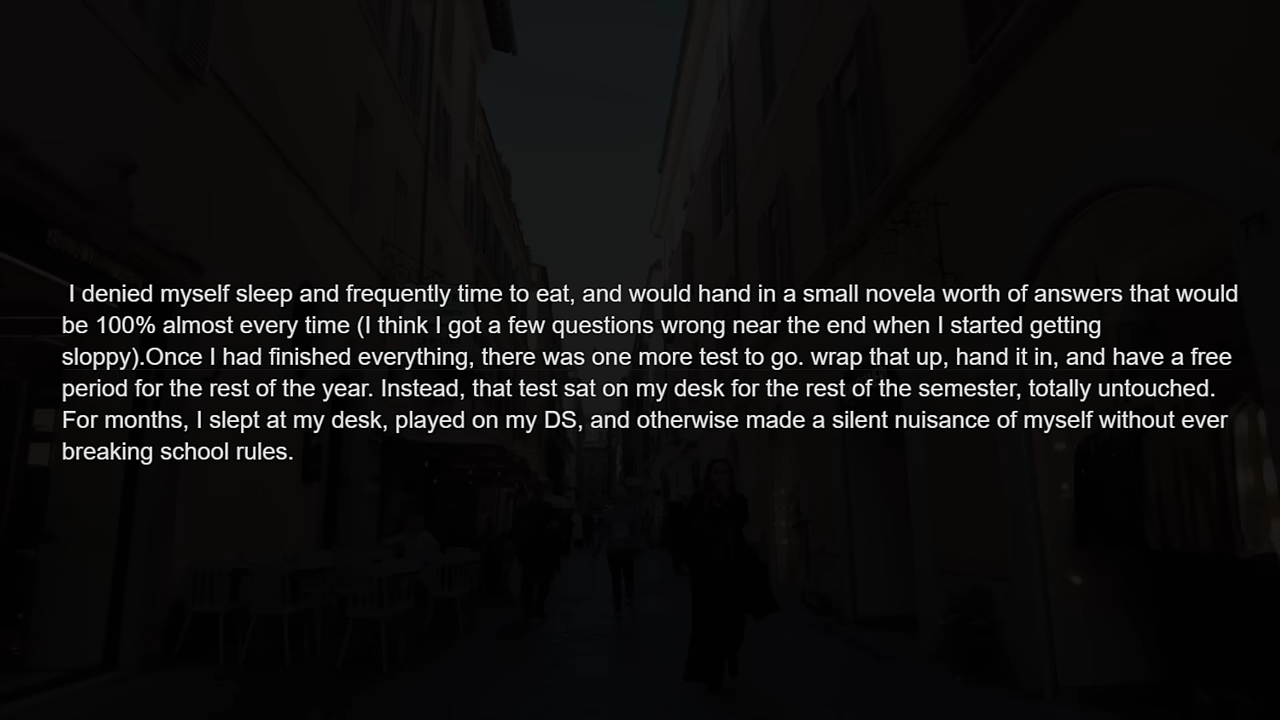 I denied myself sleep and frequently time to eat, and would hand in a small novela worth of answers that would
be 100% almost every time (I think I got a few questions wrong near the end when I started getting
sloppy).Once I had finished everything, there was one more test to go. wrap that up, hand it in, and have a free
period for the rest of the year. Instead, that test sat on my desk for the rest of the semester, totally untouched.
For months, I slept at my desk, played on my DS, and otherwise made a silent nuisance of myself without ever
breaking school rules.